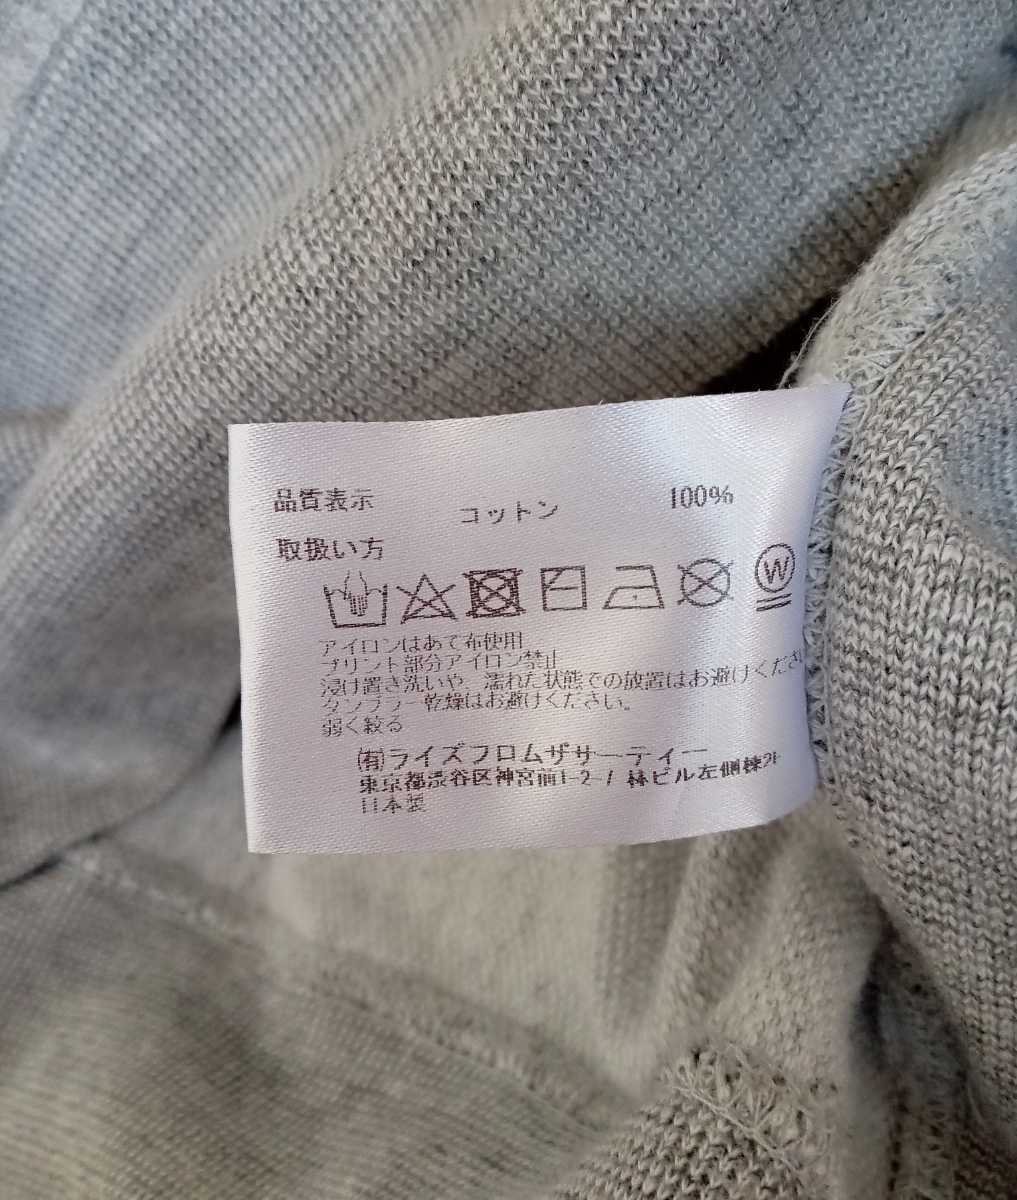 品質表示 コットン 100%
取扱い方
W
アイロンはあて布使用
プリント部分アイロン禁止
浸け置き洗いや、濡れた状態での放置はお避けください
タンブラー乾燥はお避けください。
弱く絞る
(有)ライズフロムザサーティー
東京都渋谷区神宮前1-2-7 林ビル左側棟2F
日本製